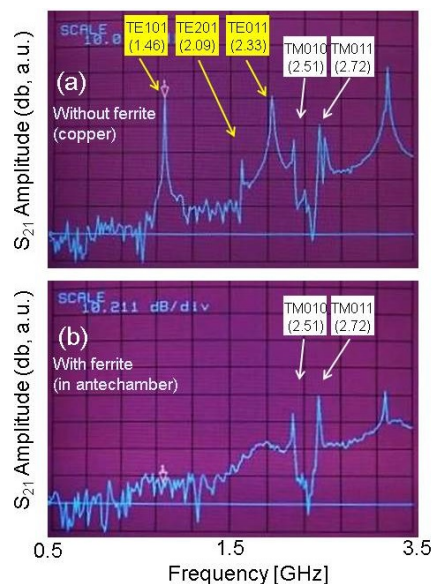 TE101
(1.46)
TE201
(2.09)
TE011
(2.33)
TM010
(2.51)
TM011
(2.72)
SCALE
10.0
(a)
Without ferrite
(copper)
S21 Amplitude (db, a.u.)
SCALE
10.211 dB/div
TM010
(2.51)
TM011
(2.72)
(b)
With ferrite
(in antechamber)
S21 Amplitude (db, a.u.)
0.5
1.5
3.5
Frequency [GHz]